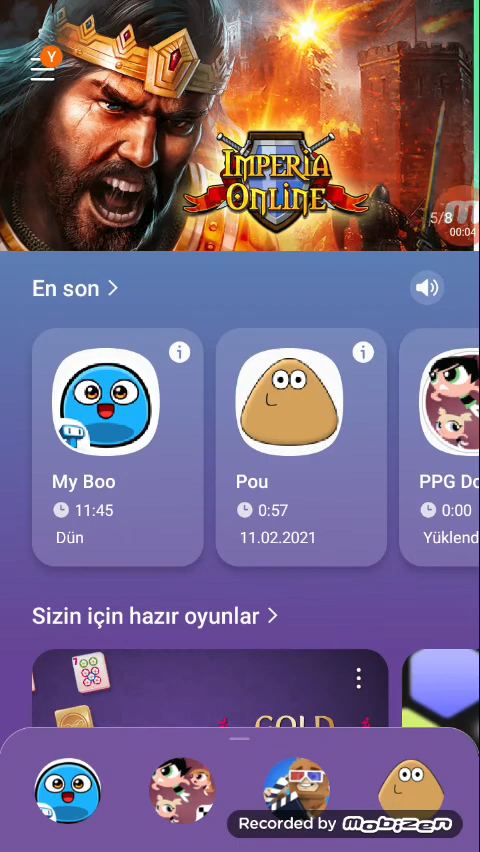 Y
IMPERIA
ONLINE
5/8
00:04
En son
My Boo
11:45
Dün
Pou
0:57
11.02.2021
PPG Do
0:00
Yüklend
Sizin için hazır oyunlar
GOLD
Recorded by mobizen